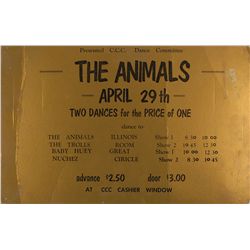 Presented C.C.C. Dance Committee
THE ANIMALS
APRIL 29th
TWO DANCES for the PRICE of ONE
dance to
THE ANIMALS ILLINOIS Show 1 8:30 10:00
THE TROLLS ROOM Show 2 10:45 12:30
BABY HUEY GREAT Show 1 10:00 12:30
NUCHEZ CIRICLE Show 2 8:30 10:45
advance $2.50 door $3.00
AT CCC CASHIER WINDOW